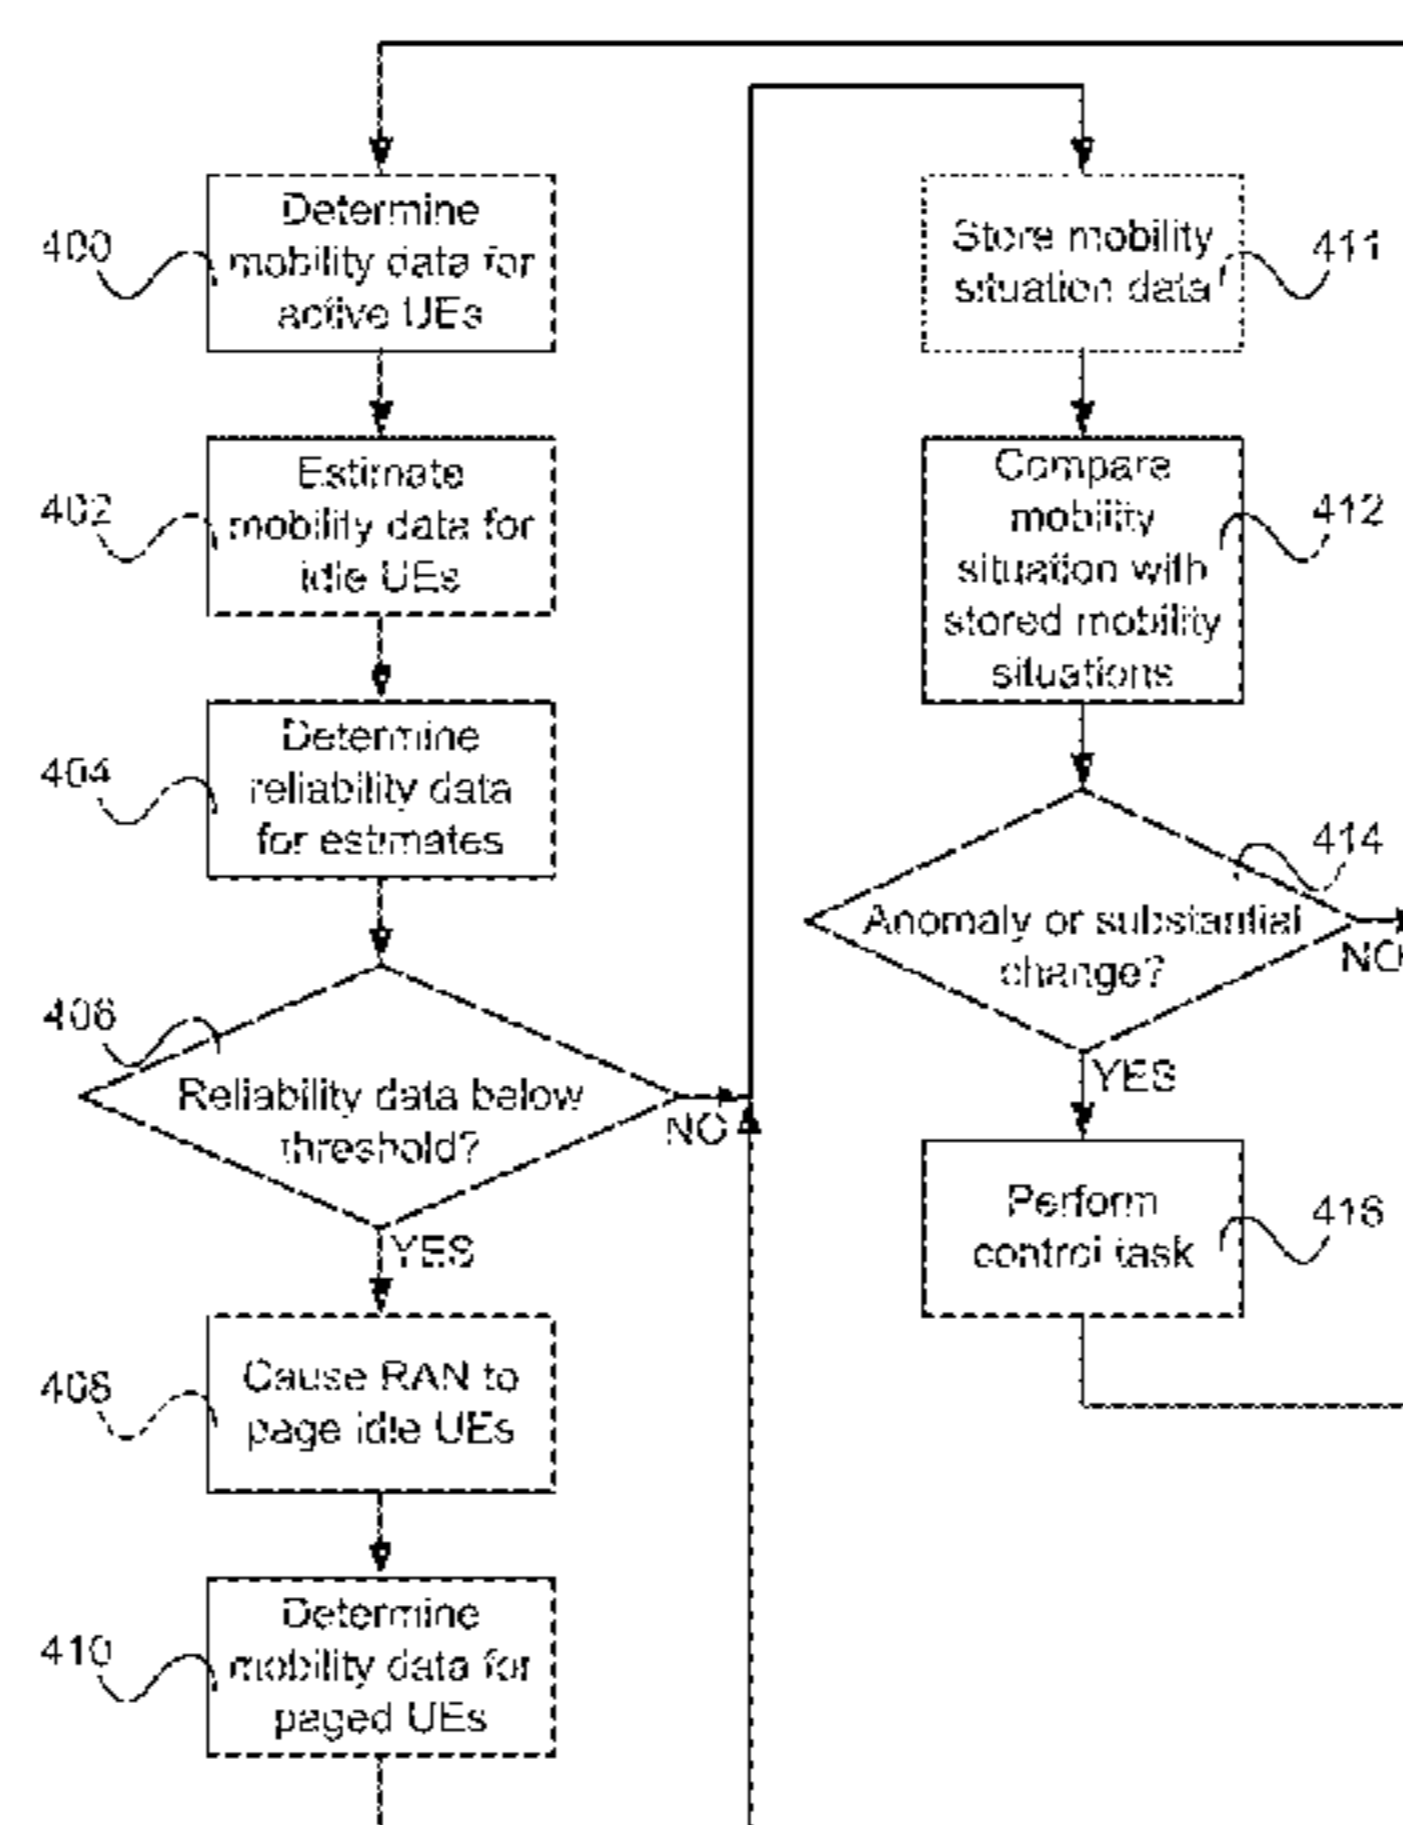 400
Determine
mobility data for
active UEs
402
Estimate
mobility data for
idle UEs
404
Determine
reliability data
for estimates
406
Reliability data below
threshold?
NO
YES
408
Cause RAN to
page idle UEs
410
Determine
mobility data for
paged UEs
Store mobility
situation data
411
Compare
mobility
situation with
stored mobility
situations
412
414
Anomaly or substantial
change?
NO
YES
Perform
control task
416